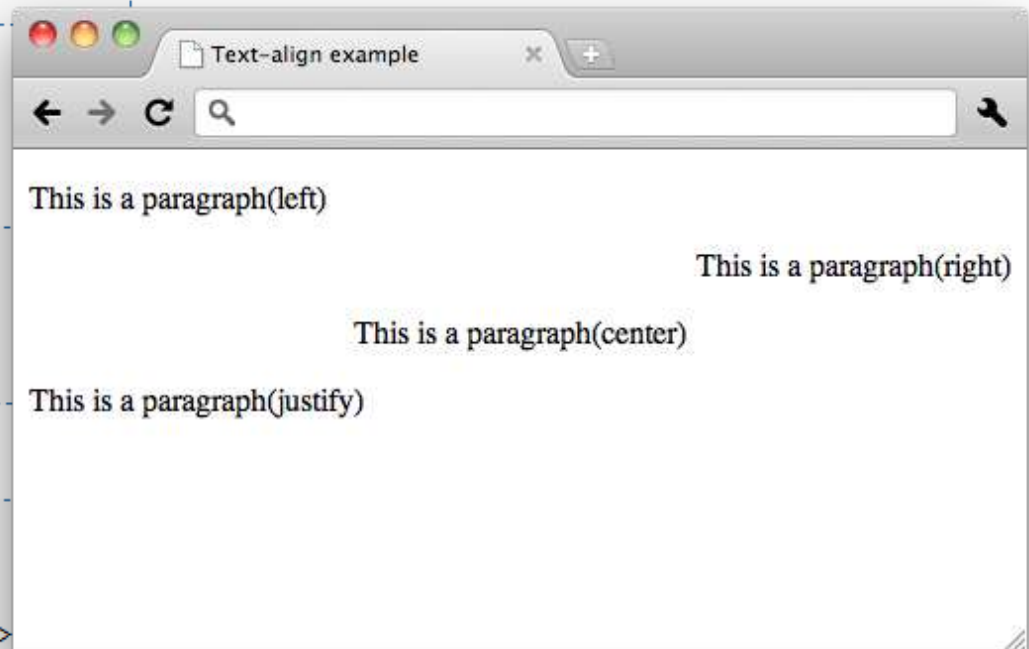 Text-align example
This is a paragraph(left)
This is a paragraph(right)
This is a paragraph(center)
This is a paragraph(justify)
>